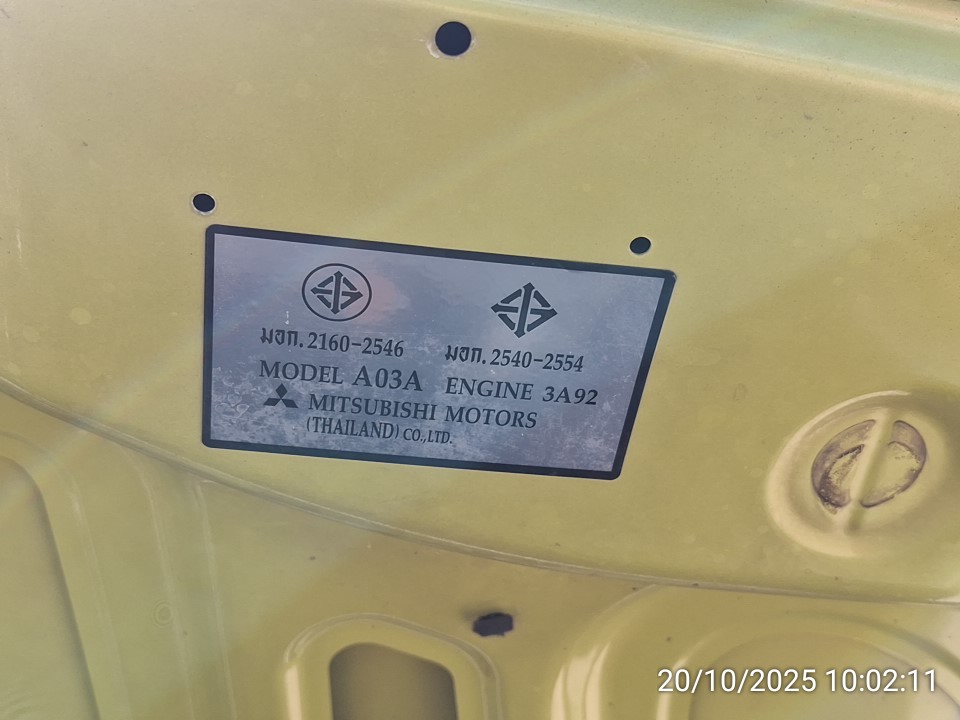 มอก. 2160-2546
มอก. 2540-2554
MODEL A03A ENGINE 3A92
MITSUBISHI MOTORS
(THAILAND) CO.,LTD.
20/10/2025 10:02:11